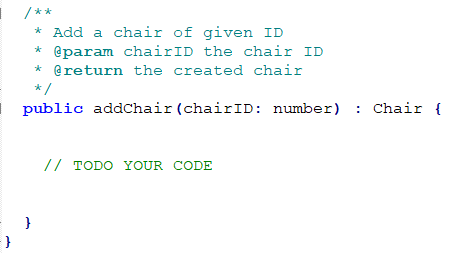 /**
 * Add a chair of given ID
 * @param chairID the chair ID
 * @return the created chair
 */
public addChair(chairID: number) : Chair {
// TODO YOUR CODE
}
}